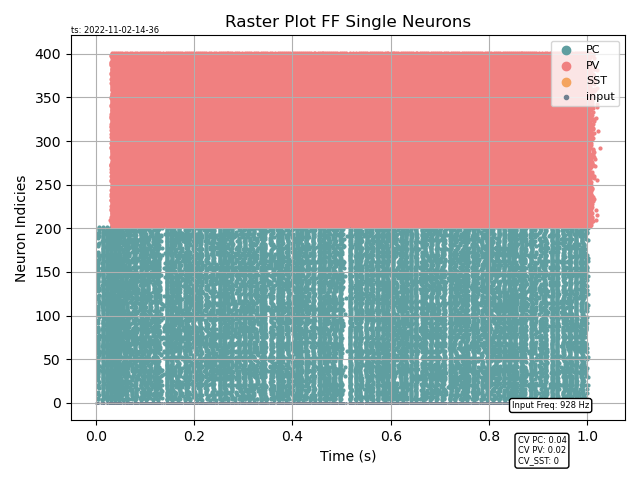 Raster Plot FF Single Neurons
ts: 2022-11-02-14-36
PC
PV
SST
input
400
350
300
250
200
150
100
50
0
Neuron Indicies
Input Freq: 928 Hz
0.0 0.2 0.4 0.6 0.8 1.0
Time (s)
CV PC: 0.04
CV PV: 0.02
CV_SST: 0